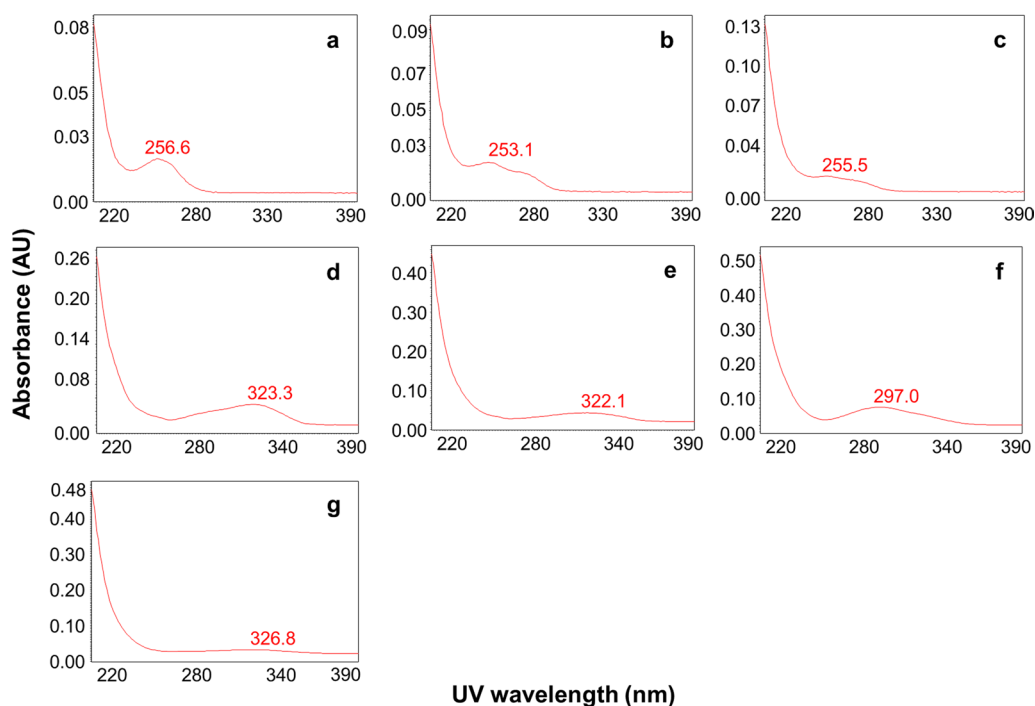 a
0.08
0.05
0.03
0.00
256.6
220 280 330 390
b
0.09
0.07
0.05
0.03
0.00
253.1
220 280 330 390
c
0.13
0.10
0.07
0.04
0.00
255.5
220 280 330 390
Absorbance (AU)
d
0.26
0.20
0.14
0.08
0.00
323.3
220 280 340 390
e
0.40
0.30
0.20
0.10
0.00
322.1
220 280 340 390
f
0.50
0.40
0.30
0.20
0.10
0.00
297.0
220 280 340 390
g
0.48
0.40
0.30
0.20
0.10
0.00
326.8
220 280 340 390
UV wavelength (nm)